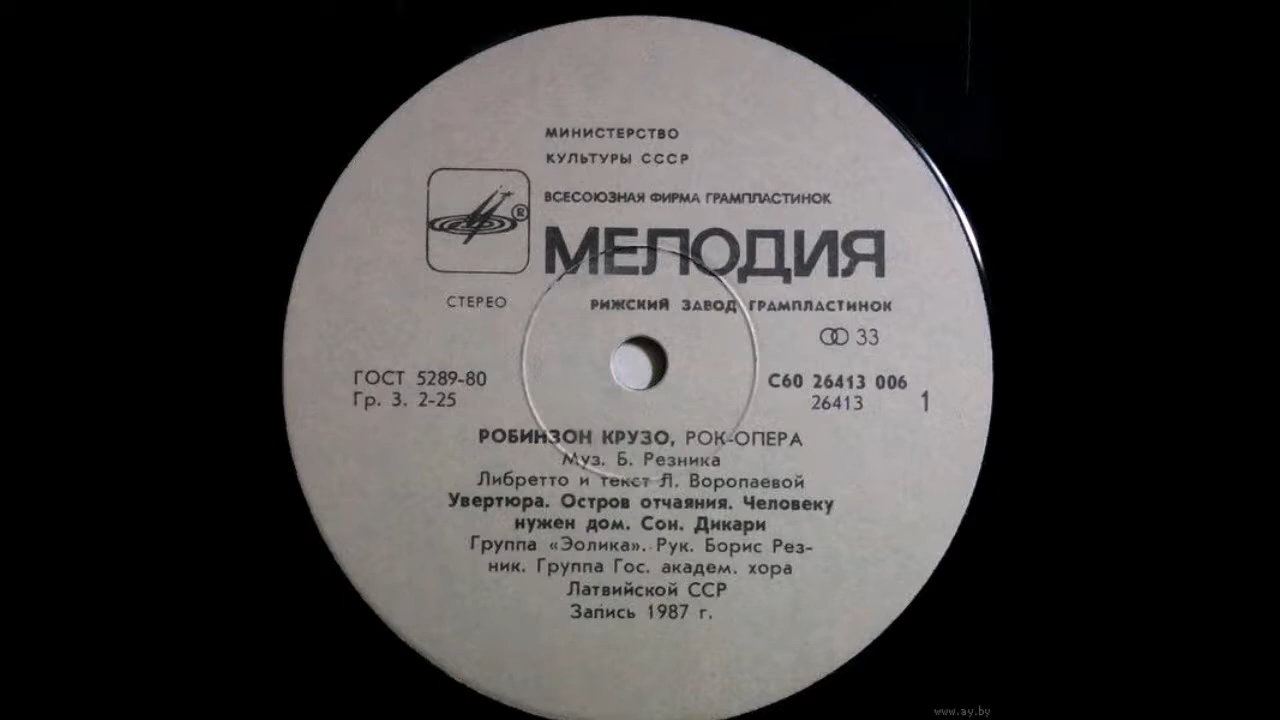 МИНИСТЕРСТВО
КУЛЬТУРЫ СССР
ВСЕСОЮЗНАЯ ФИРМА ГРАМПЛАСТИНОК
®
МЕЛОДИЯ
СТЕРЕО
РИЖСКИЙ ЗАВОД ГРАМПЛАСТИНОК
33
ГОСТ 5289-80
Гр. 3. 2-25
С60 26413 006
26413 1
РОБИНЗОН КРУЗО, РОК-ОПЕРА
Муз. Б. Резника
Либретто и текст Л. Воропаевой
Увертюра. Остров отчаяния. Человеку
нужен дом. Сон. Дикари
Группа «Эолика». Рук. Борис Рез-
ник. Группа Гос. академ. хора
Латвийской ССР
Запись 1987 г.
www.ay.by